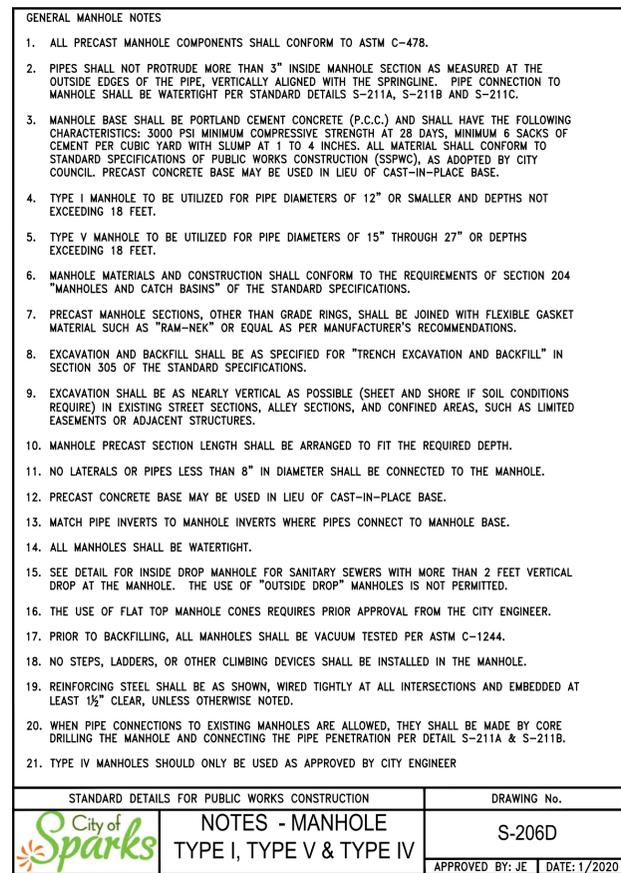 GENERAL MANHOLE NOTES
1. ALL PRECAST MANHOLE COMPONENTS SHALL CONFORM TO ASTM C-478.
2. PIPES SHALL NOT PROTRUDE MORE THAN 3" INSIDE MANHOLE SECTION AS MEASURED AT THE
OUTSIDE EDGES OF THE PIPE, VERTICALLY ALIGNED WITH THE SPRINGLINE. PIPE CONNECTION TO
MANHOLE SHALL BE WATERTIGHT PER STANDARD DETAILS S-211A, S-211B AND S-211C.
3. MANHOLE BASE SHALL BE PORTLAND CEMENT CONCRETE (P.C.C.) AND SHALL HAVE THE FOLLOWING
CHARACTERISTICS: 3000 PSI MINIMUM COMPRESSIVE STRENGTH AT 28 DAYS, MINIMUM 6 SACKS OF
CEMENT PER CUBIC YARD WITH SLUMP AT 1 TO 4 INCHES. ALL MATERIAL SHALL CONFORM TO
STANDARD SPECIFICATIONS OF PUBLIC WORKS CONSTRUCTION (SSPWC), AS ADOPTED BY CITY
COUNCIL. PRECAST CONCRETE BASE MAY BE USED IN LIEU OF CAST-IN-PLACE BASE.
4. TYPE I MANHOLE TO BE UTILIZED FOR PIPE DIAMETERS OF 12" OR SMALLER AND DEPTHS NOT
EXCEEDING 18 FEET.
5. TYPE V MANHOLE TO BE UTILIZED FOR PIPE DIAMETERS OF 15" THROUGH 27" OR DEPTHS
EXCEEDING 18 FEET.
6. MANHOLE MATERIALS AND CONSTRUCTION SHALL CONFORM TO THE REQUIREMENTS OF SECTION 204
"MANHOLES AND CATCH BASINS" OF THE STANDARD SPECIFICATIONS.
7. PRECAST MANHOLE SECTIONS, OTHER THAN GRADE RINGS, SHALL BE JOINED WITH FLEXIBLE GASKET
MATERIAL SUCH AS "RAM-NEK" OR EQUAL AS PER MANUFACTURER'S RECOMMENDATIONS.
8. EXCAVATION AND BACKFILL SHALL BE AS SPECIFIED FOR "TRENCH EXCAVATION AND BACKFILL" IN
SECTION 305 OF THE STANDARD SPECIFICATIONS.
9. EXCAVATION SHALL BE AS NEARLY VERTICAL AS POSSIBLE (SHEET AND SHORE IF SOIL CONDITIONS
REQUIRE) IN EXISTING STREET SECTIONS, ALLEY SECTIONS, AND CONFINED AREAS, SUCH AS LIMITED
EASEMENTS OR ADJACENT STRUCTURES.
10. MANHOLE PRECAST SECTION LENGTH SHALL BE ARRANGED TO FIT THE REQUIRED DEPTH.
11. NO LATERALS OR PIPES LESS THAN 8" IN DIAMETER SHALL BE CONNECTED TO THE MANHOLE.
12. PRECAST CONCRETE BASE MAY BE USED IN LIEU OF CAST-IN-PLACE BASE.
13. MATCH PIPE INVERTS TO MANHOLE INVERTS WHERE PIPES CONNECT TO MANHOLE BASE.
14. ALL MANHOLES SHALL BE WATERTIGHT.
15. SEE DETAIL FOR INSIDE DROP MANHOLE FOR SANITARY SEWERS WITH MORE THAN 2 FEET VERTICAL
DROP AT THE MANHOLE. THE USE OF "OUTSIDE DROP" MANHOLES IS NOT PERMITTED.
16. THE USE OF FLAT TOP MANHOLE CONES REQUIRES PRIOR APPROVAL FROM THE CITY ENGINEER.
17. PRIOR TO BACKFILLING, ALL MANHOLES SHALL BE VACUUM TESTED PER ASTM C-1244.
18. NO STEPS, LADDERS, OR OTHER CLIMBING DEVICES SHALL BE INSTALLED IN THE MANHOLE.
19. REINFORCING STEEL SHALL BE AS SHOWN, WIRED TIGHTLY AT ALL INTERSECTIONS AND EMBEDDED AT
LEAST 1½" CLEAR, UNLESS OTHERWISE NOTED.
20. WHEN PIPE CONNECTIONS TO EXISTING MANHOLES ARE ALLOWED, THEY SHALL BE MADE BY CORE
DRILLING THE MANHOLE AND CONNECTING THE PIPE PENETRATION PER DETAIL S-211A & S-211B.
21. TYPE IV MANHOLES SHOULD ONLY BE USED AS APPROVED BY CITY ENGINEER
STANDARD DETAILS FOR PUBLIC WORKS CONSTRUCTION
DRAWING No.
City of
Sparks
NOTES - MANHOLE
TYPE I, TYPE V & TYPE IV
S-206D
APPROVED BY: JE DATE: 1/2020